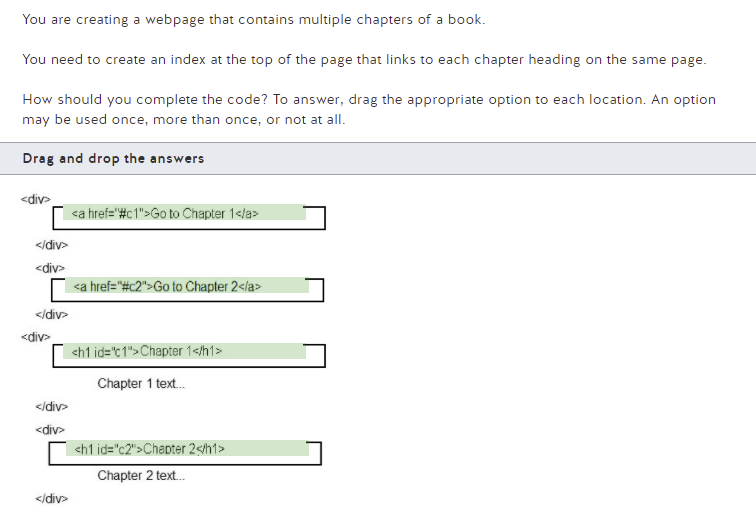 You are creating a webpage that contains multiple chapters of a book.
You need to create an index at the top of the page that links to each chapter heading on the same page.
How should you complete the code? To answer, drag the appropriate option to each location. An option
may be used once, more than once, or not at all.
Drag and drop the answers
<div>
<a href="#c1">Go to Chapter 1</a>
</div>
<div>
<a href="#c2">Go to Chapter 2</a>
</div>
<div>
<h1 id="c1">Chapter 1</h1>
Chapter 1 text...
</div>
<div>
<h1 id="c2">Chapter 2</h1>
Chapter 2 text...
</div>